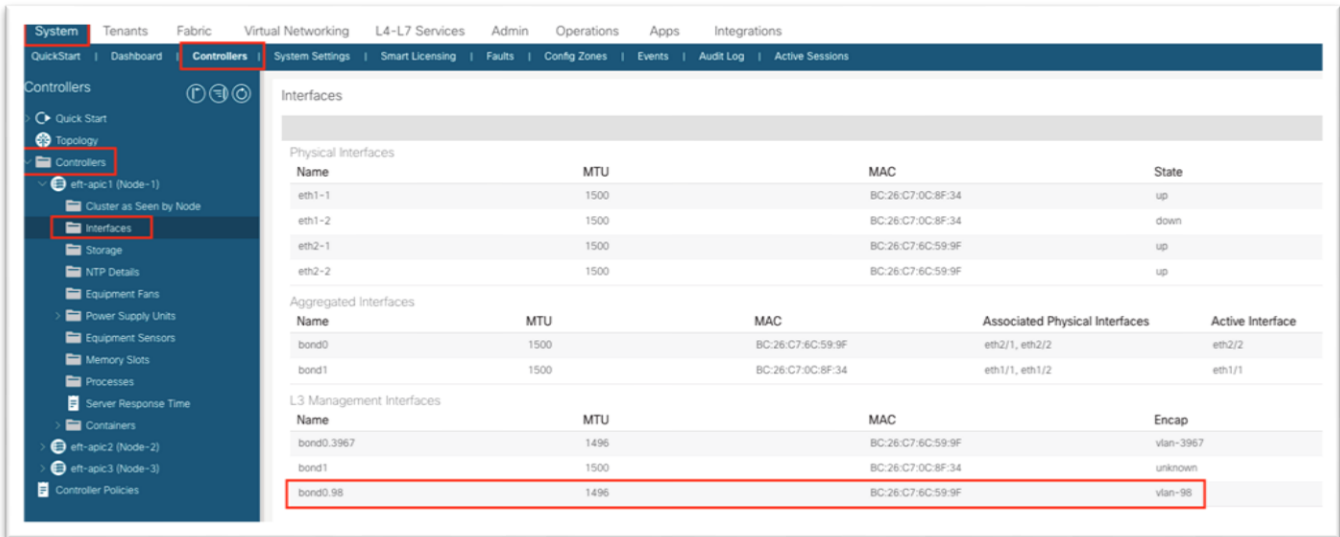 System Tenants Fabric Virtual Networking L4-L7 Services Admin Operations Apps Integrations
QuickStart | Dashboard | Controllers | System Settings | Smart Licensing | Faults | Config Zones | Events | Audit Log | Active Sessions
Controllers
Quick Start
Topology
Controllers
eft-apic1 (Node-1)
Cluster as Seen by Node
Interfaces
Storage
NTP Details
Equipment Fans
Power Supply Units
Equipment Sensors
Memory Slots
Processes
Server Response Time
Containers
eft-apic2 (Node-2)
eft-apic3 (Node-3)
Controller Policies
Interfaces
Physical Interfaces
Name MTU MAC State
eth1-1 1500 BC:26:C7:0C:8F:34 up
eth1-2 1500 BC:26:C7:0C:8F:34 down
eth2-1 1500 BC:26:C7:6C:59:9F up
eth2-2 1500 BC:26:C7:6C:59:9F up
Aggregated Interfaces
Name MTU MAC Associated Physical Interfaces Active Interface
bond0 1500 BC:26:C7:6C:59:9F eth2/1, eth2/2 eth2/2
bond1 1500 BC:26:C7:0C:8F:34 eth1/1, eth1/2 eth1/1
L3 Management Interfaces
Name MTU MAC Encap
bond0.3967 1496 BC:26:C7:6C:59:9F vlan-3967
bond1 1500 BC:26:C7:0C:8F:34 unknown
bond0.98 1496 BC:26:C7:6C:59:9F vlan-98